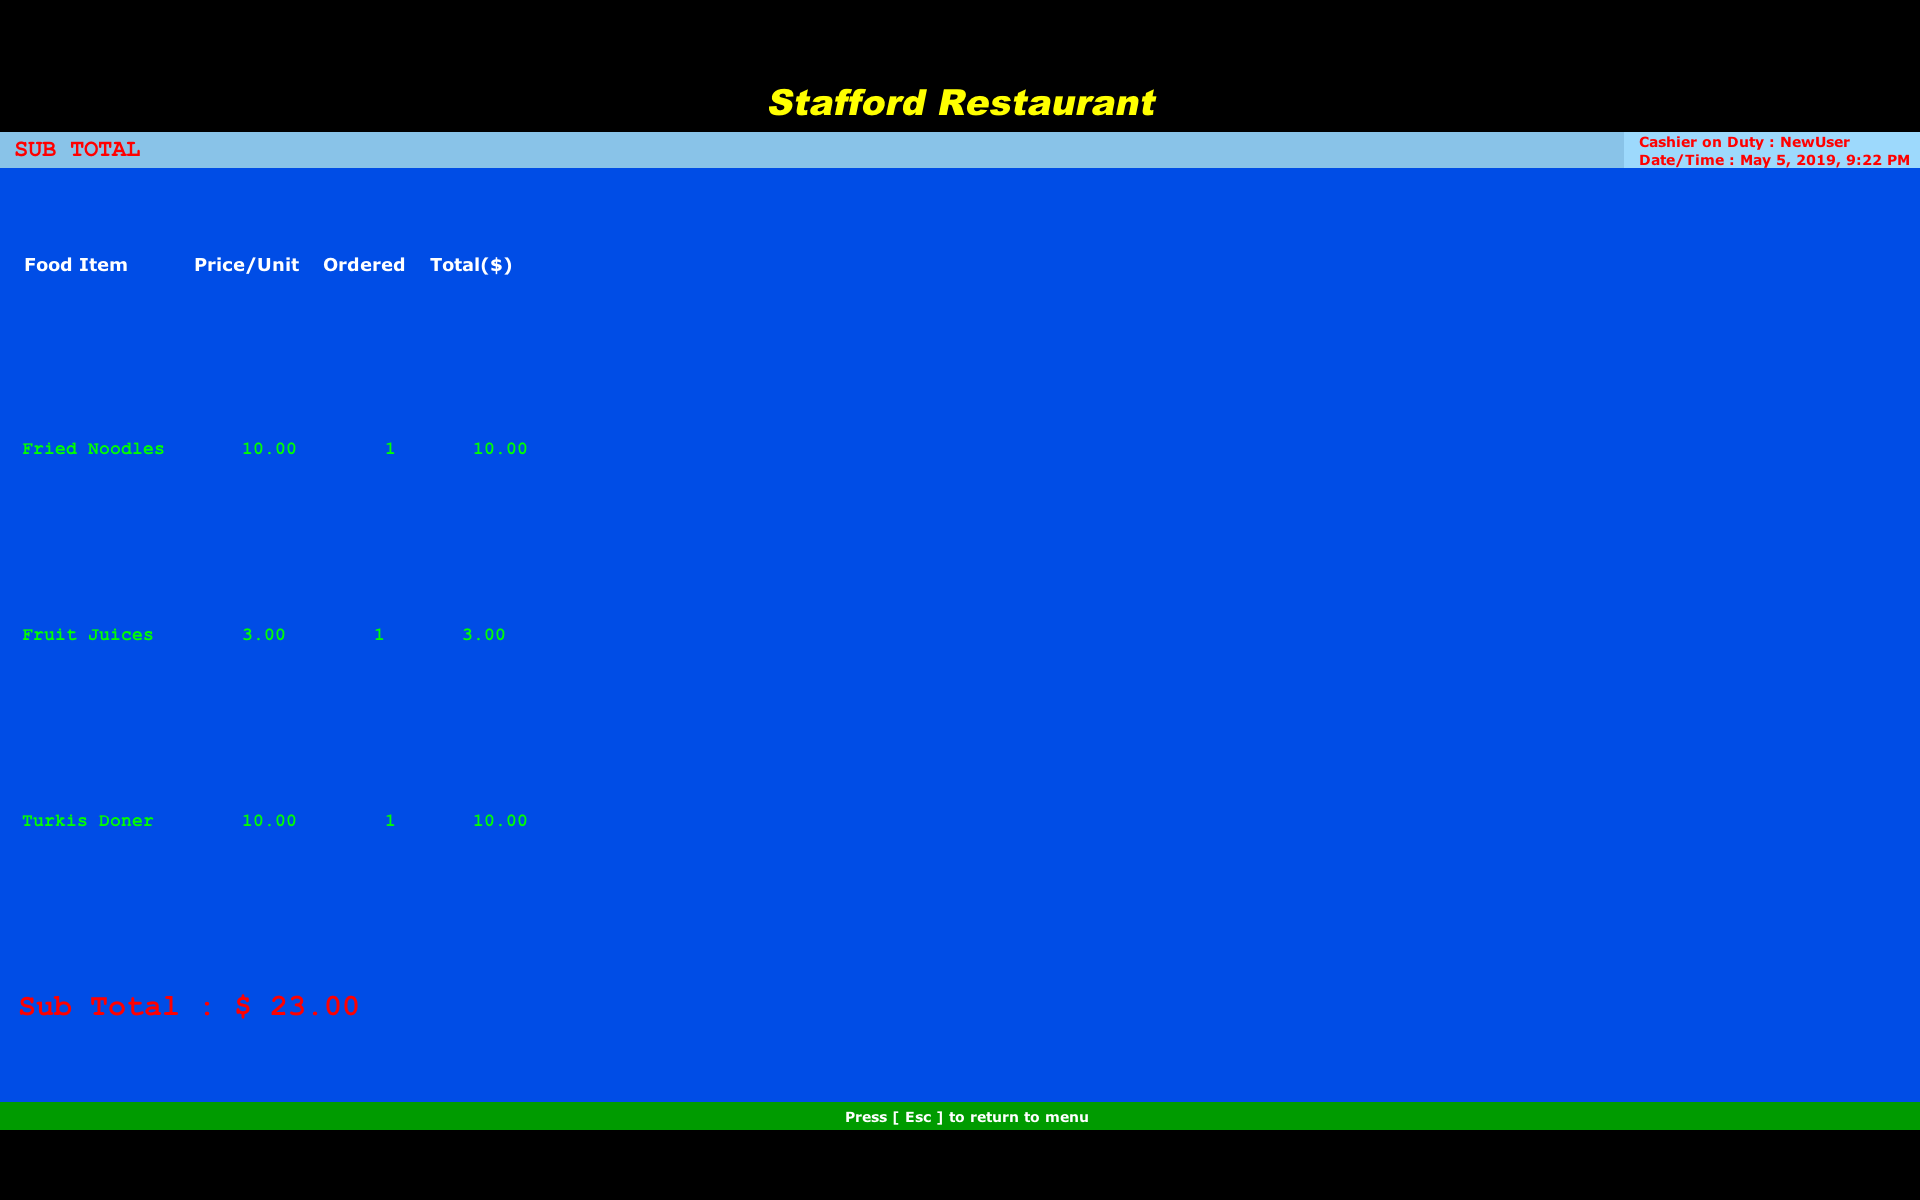 Stafford Restaurant
SUB TOTAL
Cashier on Duty : NewUser
Date/Time : May 5, 2019, 9:22 PM
Food Item Price/Unit Ordered Total($)
Fried Noodles 10.00 1 10.00
Fruit Juices 3.00 1 3.00
Turkis Doner 10.00 1 10.00
Sub Total : $ 23.00
Press [ Esc ] to return to menu